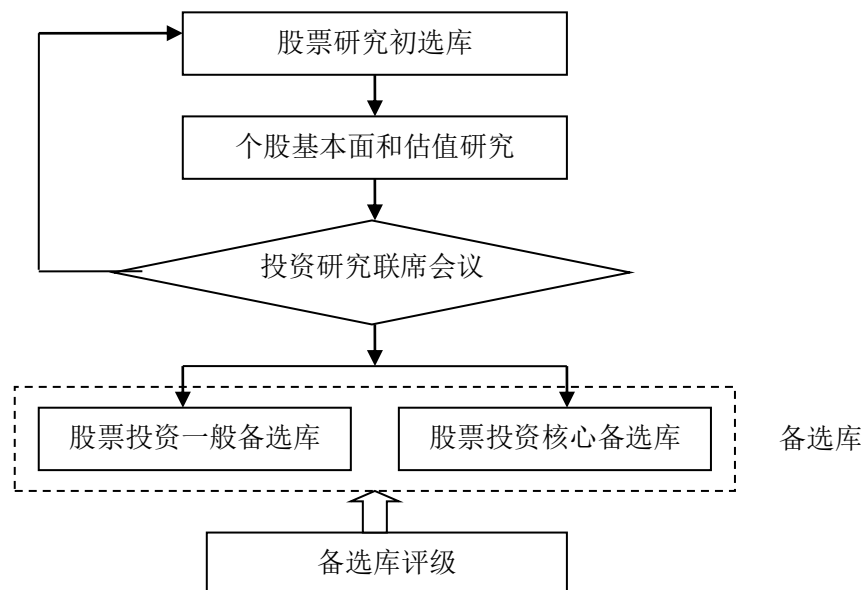 股票研究初选库
个股基本面和估值研究
投资研究联席会议
股票投资一般备选库
股票投资核心备选库
备选库
备选库评级